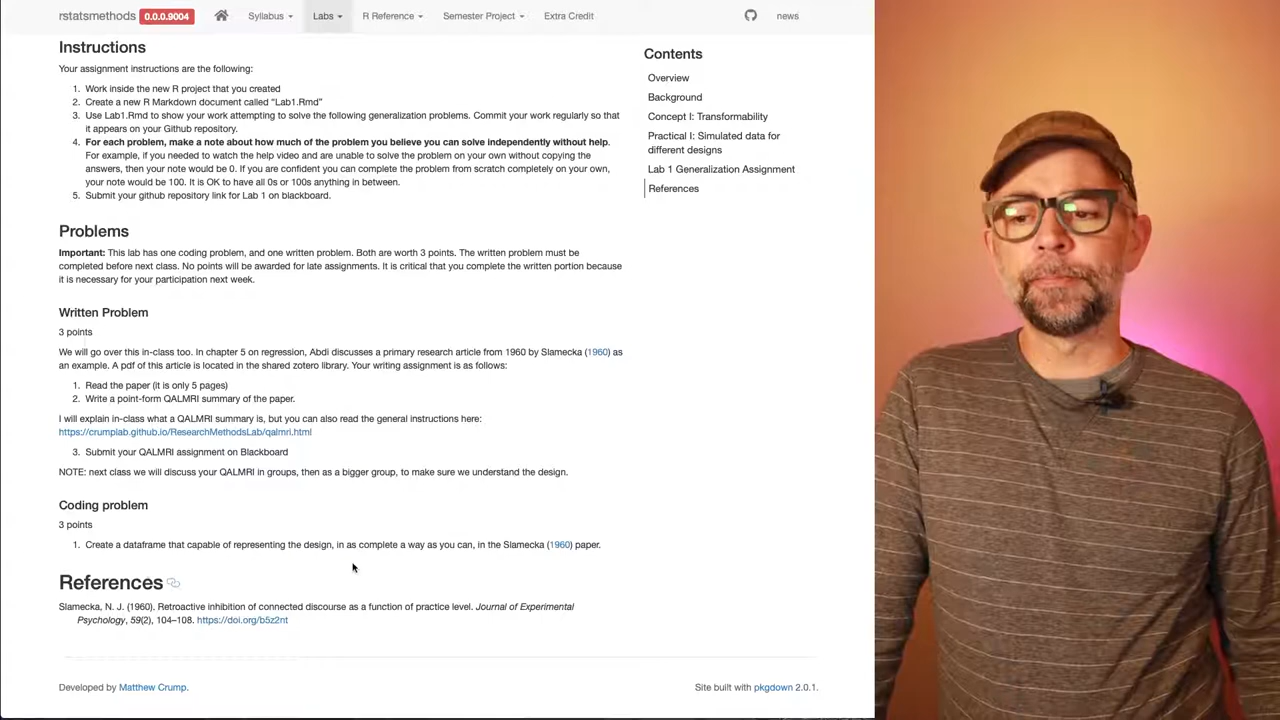 rstatsmethods 0.0.0.9004 Syllabus Labs R Reference Semester Project Extra Credit news
Instructions
Your assignment instructions are the following:
1. Work inside the new R project that you created
2. Create a new R Markdown document called “Lab1.Rmd”
3. Use Lab1.Rmd to show your work attempting to solve the following generalization problems. Commit your work regularly so that
it appears on your Github repository.
4. For each problem, make a note about how much of the problem you believe you can solve independently without help.
For example, if you needed to watch the help video and are unable to solve the problem on your own without copying the
answers, then your note would be 0. If you are confident you can complete the problem from scratch completely on your own,
your note would be 100. It is OK to have all 0s or 100s anything in between.
5. Submit your github repository link for Lab 1 on blackboard.
Problems
Important: This lab has one coding problem, and one written problem. Both are worth 3 points. The written problem must be
completed before next class. No points will be awarded for late assignments. It is critical that you complete the written portion because
it is necessary for your participation next week.
Written Problem
3 points
We will go over this in-class too. In chapter 5 on regression, Abdi discusses a primary research article from 1960 by Slamecka (1960) as
an example. A pdf of this article is located in the shared zotero library. Your writing assignment is as follows:
1. Read the paper (it is only 5 pages)
2. Write a point-form QALMRI summary of the paper.
I will explain in-class what a QALMRI summary is, but you can also read the general instructions here:
https://crumplab.github.io/ResearchMethodsLab/qalmri.html
3. Submit your QALMRI assignment on Blackboard
NOTE: next class we will discuss your QALMRI in groups, then as a bigger group, to make sure we understand the design.
Coding problem
3 points
1. Create a dataframe that capable of representing the design, in as complete a way as you can, in the Slamecka (1960) paper.
References
Slamecka, N. J. (1960). Retroactive inhibition of connected discourse as a function of practice level. Journal of Experimental
Psychology, 59(2), 104–108. https://doi.org/b5z2nt
Developed by Matthew Crump.
Site built with pkgdown 2.0.1.
Contents
Overview
Background
Concept I: Transformability
Practical I: Simulated data for
different designs
Lab 1 Generalization Assignment
References